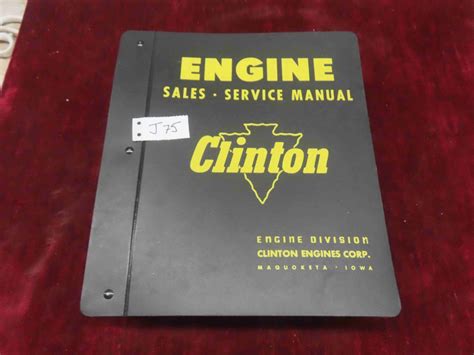 ENGINE
SALES · SERVICE MANUAL
J75
Clinton
ENGINE DIVISION
CLINTON ENGINES CORP.
MAQUOKETA · IOWA